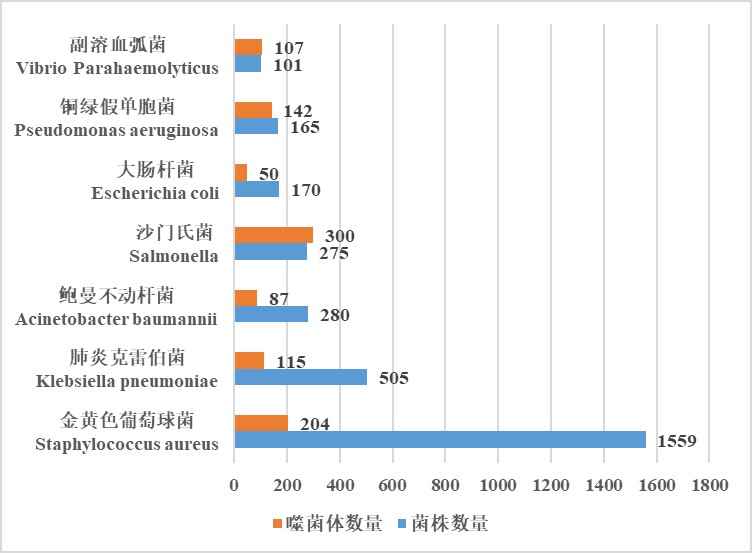 副溶血弧菌
Vibrio Parahaemolyticus
107
101
铜绿假单胞菌
Pseudomonas aeruginosa
142
165
大肠杆菌
Escherichia coli
50
170
沙门氏菌
Salmonella
300
275
鲍曼不动杆菌
Acinetobacter baumannii
87
280
肺炎克雷伯菌
Klebsiella pneumoniae
115
505
金黄色葡萄球菌
Staphylococcus aureus
204
1559
0 200 400 600 800 1000 1200 1400 1600 1800
噬菌体数量 菌株数量